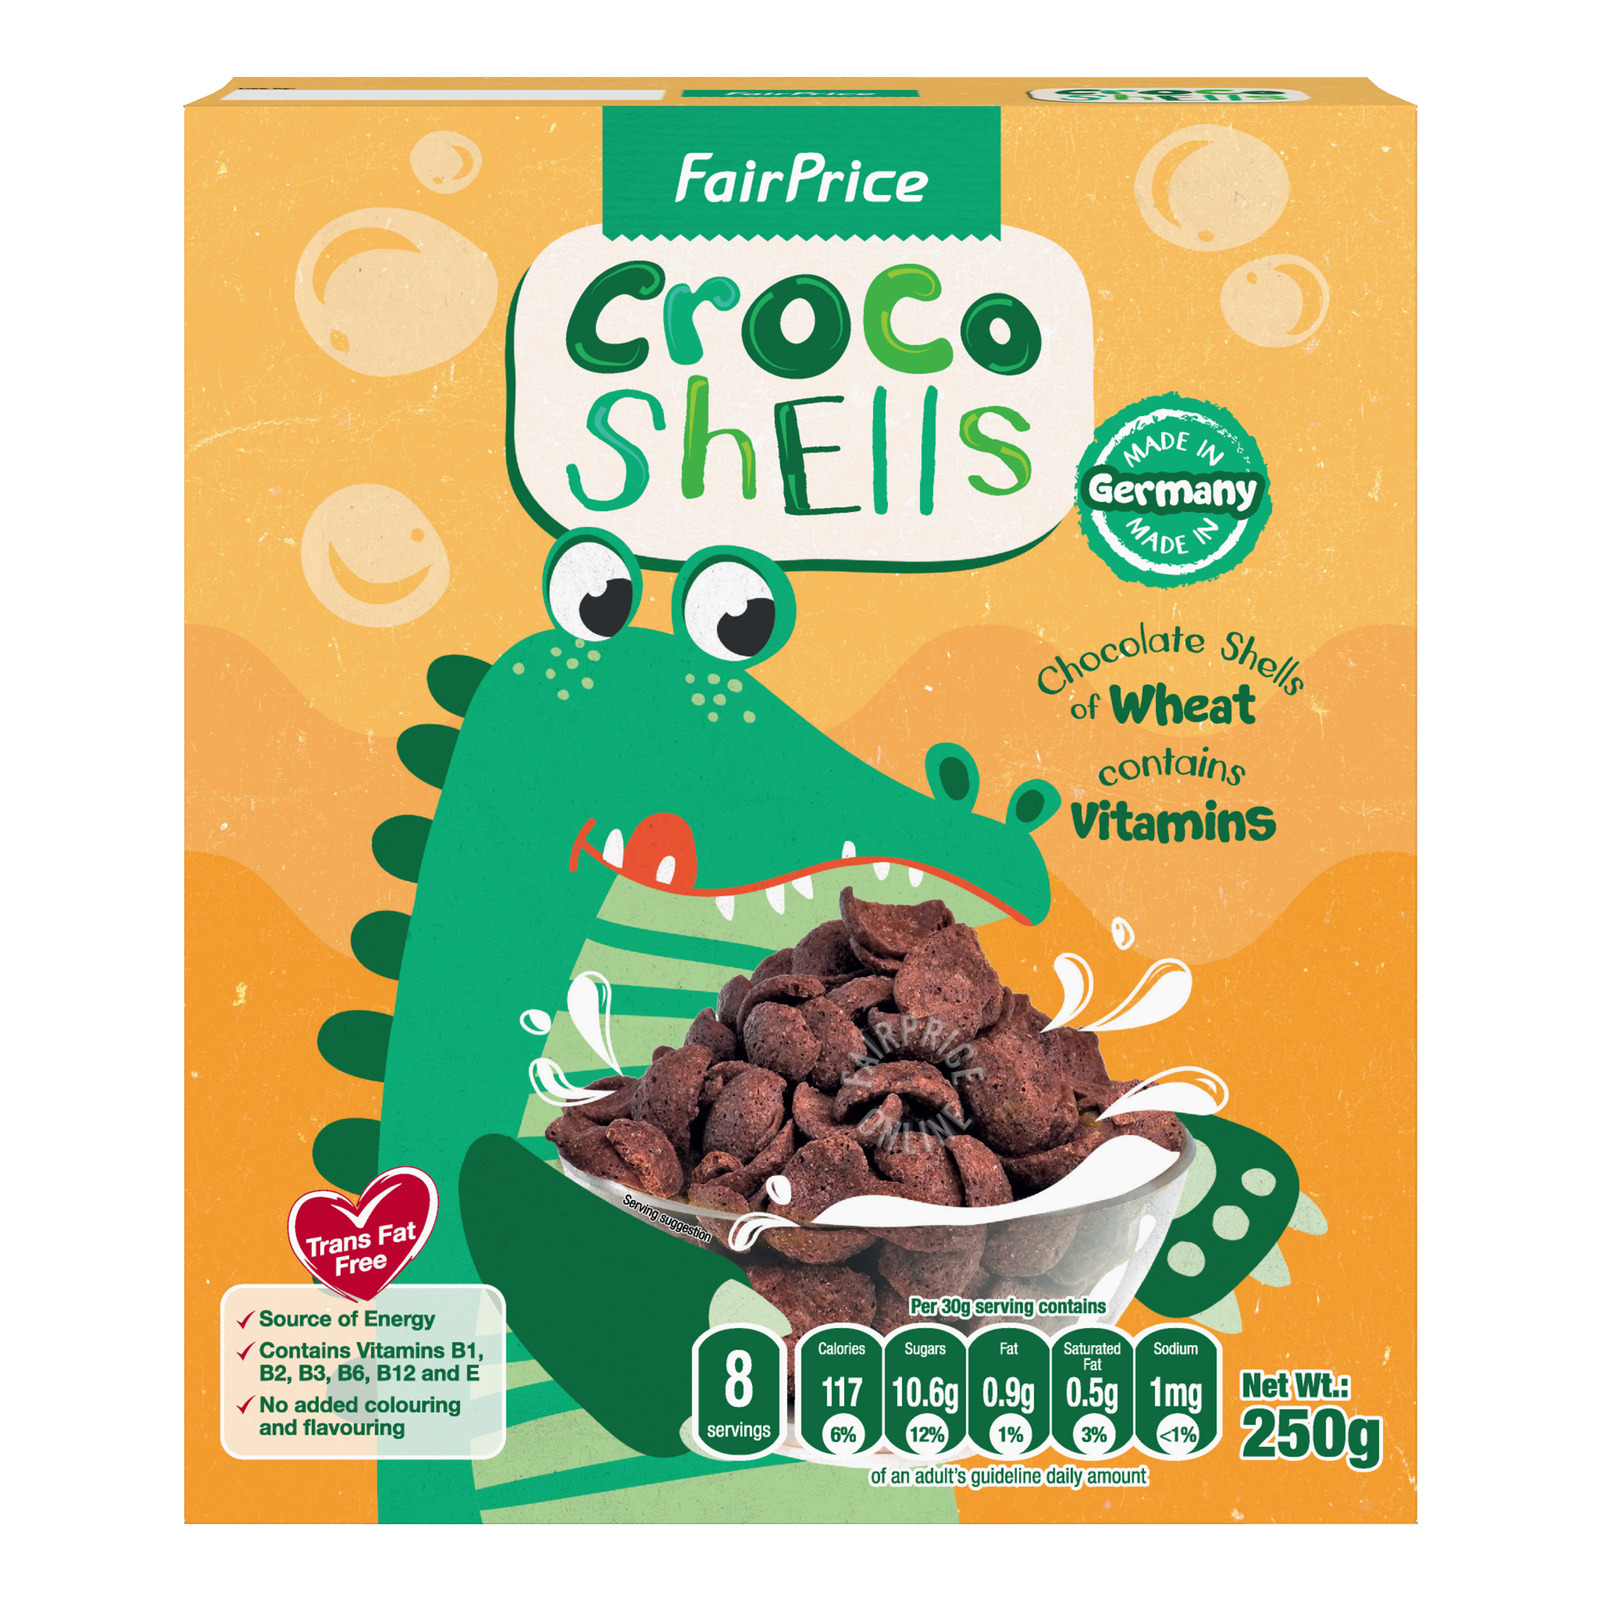 FairPrice
Croco
Shells
FairPrice
Croco
Shells
MADE IN
Germany
MADE IN
Chocolate Shells
of Wheat
contains
Vitamins
FAIRPRICE
ONLINE
Serving suggestion
Trans Fat
Free
Source of Energy
Contains Vitamins B1,
B2, B3, B6, B12 and E
No added colouring
and flavouring
Per 30g serving contains
8
servings
Calories
117
6%
Sugars
10.6g
12%
Fat
0.9g
1%
Saturated
Fat
0.5g
3%
Sodium
1mg
<1%
of an adult's guideline daily amount
Net Wt.:
250g